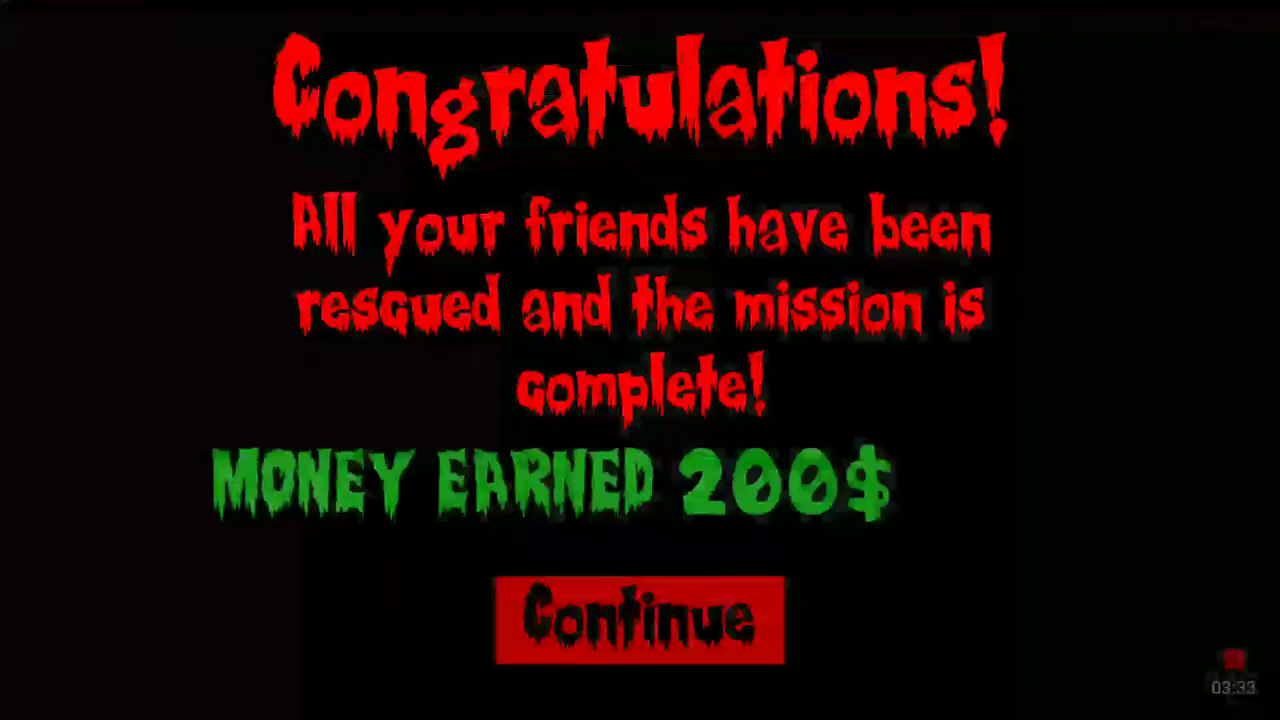 Congratulations!
All your friends have been
rescued and the mission is
complete!
MONEY EARNED 200$
Continue
03:33